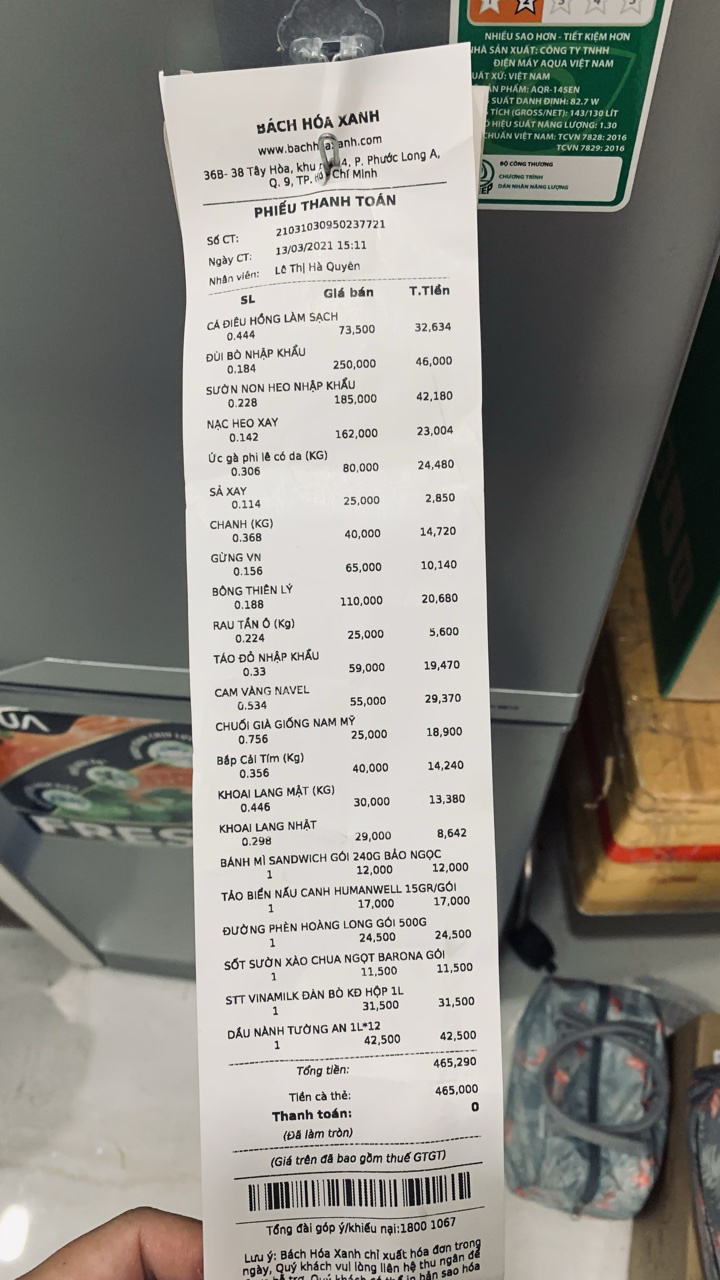 NHIỀU SAO HƠN - TIẾT KIỆM HƠN
NHÀ SẢN XUẤT: CÔNG TY TNHH
ĐIỆN MÁY AQUA VIỆT NAM
UẤT XỨ: VIỆT NAM
N PHẨM: AQR-145EN
SUẤT DANH ĐỊNH: 82.7 W
TÍCH (GROSS/NET): 143/130 LÍT
HIỆU SUẤT NĂNG LƯỢNG: 1.30
CHUẨN VIỆT NAM: TCVN 7828: 2016
TCVN 7829: 2016
BỘ CÔNG THƯƠNG
CHƯƠNG TRÌNH
DÁN NHÃN NĂNG LƯỢNG
BÁCH HÓA XANH
www.bachh a anh.com
36B- 38 Tây Hòa, khu 4, P. Phước Long A,
Q. 9, TP. Chí Minh
PHIẾU THANH TOÁN
Số CT: 21031030950237721
Ngày CT: 13/03/2021 15:11
Nhân viên: Lê Thị Hà Quyên
SL Giá bán T.Tiền
CÁ ĐIÊU HỒNG LÀM SẠCH
0.444 73,500 32,634
ĐÙI BÒ NHẬP KHẨU
0.184 250,000 46,000
SƯỜN NON HEO NHẬP KHẨU
0.228 185,000 42,180
NẠC HEO XAY
0.142 162,000 23,004
Ức gà phi lê có da (KG)
0.306 80,000 24,480
SẢ XAY
0.114 25,000 2,850
CHANH (KG)
0.368 40,000 14,720
GỪNG VN
0.156 65,000 10,140
BÔNG THIÊN LÝ
0.188 110,000 20,680
RAU TẦN Ô (Kg)
0.224 25,000 5,600
TÁO ĐỎ NHẬP KHẨU
0.33 59,000 19,470
CAM VÀNG NAVEL
0.534 55,000 29,370
CHUỐI GIÀ GIỐNG NAM MỸ
0.756 25,000 18,900
Bắp Cải Tím (Kg)
0.356 40,000 14,240
KHOAI LANG MẬT (KG)
0.446 30,000 13,380
KHOAI LANG NHẬT
0.298 29,000 8,642
BÁNH MÌ SANDWICH GÓI 240G BẢO NGỌC
1 12,000 12,000
TẢO BIỂN NẤU CANH HUMANWELL 15GR/GÓI
1 17,000 17,000
ĐƯỜNG PHÈN HOÀNG LONG GÓI 500G
1 24,500 24,500
SỐT SƯỜN XÀO CHUA NGỌT BARONA GÓI
1 11,500 11,500
STT VINAMILK ĐÀN BÒ KĐ HỘP 1L
1 31,500 31,500
DẦU NÀNH TƯỜNG AN 1L*12
1 42,500 42,500
Tổng tiền: 465,290
Tiền cà thẻ: 465,000
Thanh toán: 0
(Đã làm tròn)
(Giá trên đã bao gồm thuế GTGT)
Tổng đài góp ý/khiếu nại:1800 1067
Lưu ý: Bách Hóa Xanh chỉ xuất hóa đơn trong
ngày, Quý khách vui lòng liên hệ thu ngân để
FRES